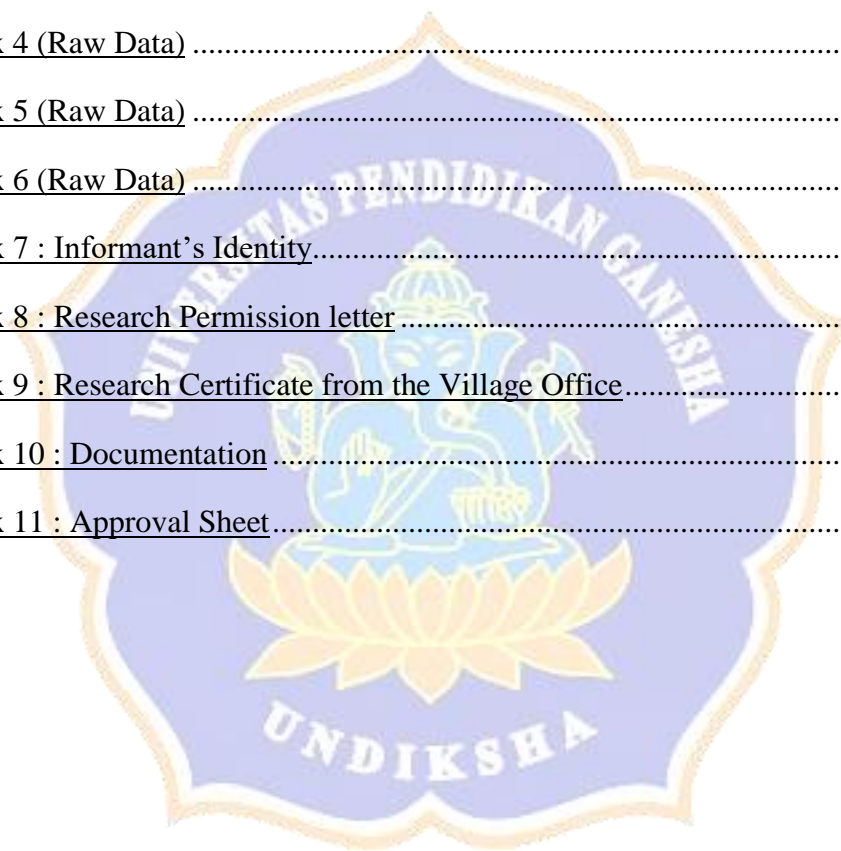 x 4 (Raw Data) ........................................................................
x 5 (Raw Data) ........................................................................
x 6 (Raw Data) ........................................................................
x 7 : Informant’s Identity..........................................................
x 8 : Research Permission letter ................................................
x 9 : Research Certificate from the Village Office........................
x 10 : Documentation ...............................................................
x 11 : Approval Sheet...............................................................
UNIVERSITAS PENDIDIKAN GANESHA
UNDIKSHA